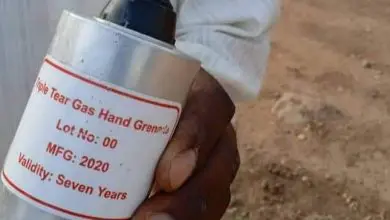 Triple Tear Gas Hand Grenade
Lot No: 00
MFG: 2020
Validity: Seven Years